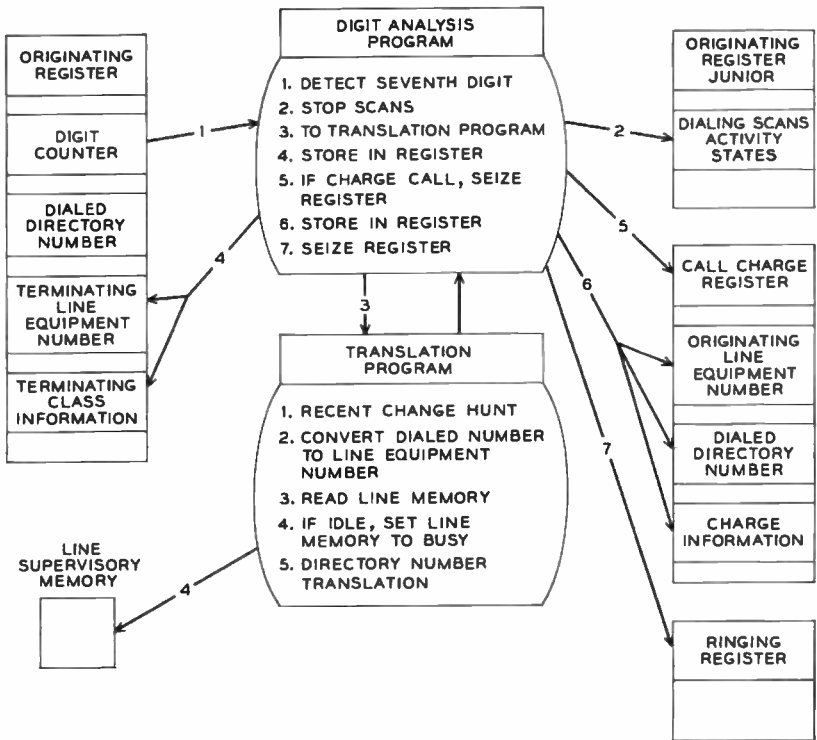 DIGIT ANALYSIS
PROGRAM
1. DETECT SEVENTH DIGIT
2. STOP SCANS
3. TO TRANSLATION PROGRAM
4. STORE IN REGISTER
5. IF CHARGE CALL, SEIZE
REGISTER
6. STORE IN REGISTER
7. SEIZE REGISTER
ORIGINATING
REGISTER
DIGIT
COUNTER
DIALED
DIRECTORY
NUMBER
TERMINATING
LINE
EQUIPMENT
NUMBER
TERMINATING
CLASS
INFORMATION
1
4
3
2
5
6
7
ORIGINATING
REGISTER
JUNIOR
DIALING SCANS
ACTIVITY
STATES
CALL CHARGE
REGISTER
ORIGINATING
LINE
EQUIPMENT
NUMBER
DIALED
DIRECTORY
NUMBER
CHARGE
INFORMATION
TRANSLATION
PROGRAM
1. RECENT CHANGE HUNT
2. CONVERT DIALED NUMBER
TO LINE EQUIPMENT
NUMBER
3. READ LINE MEMORY
4. IF IDLE, SET LINE
MEMORY TO BUSY
5. DIRECTORY NUMBER
TRANSLATION
LINE
SUPERVISORY
MEMORY
4
RINGING
REGISTER